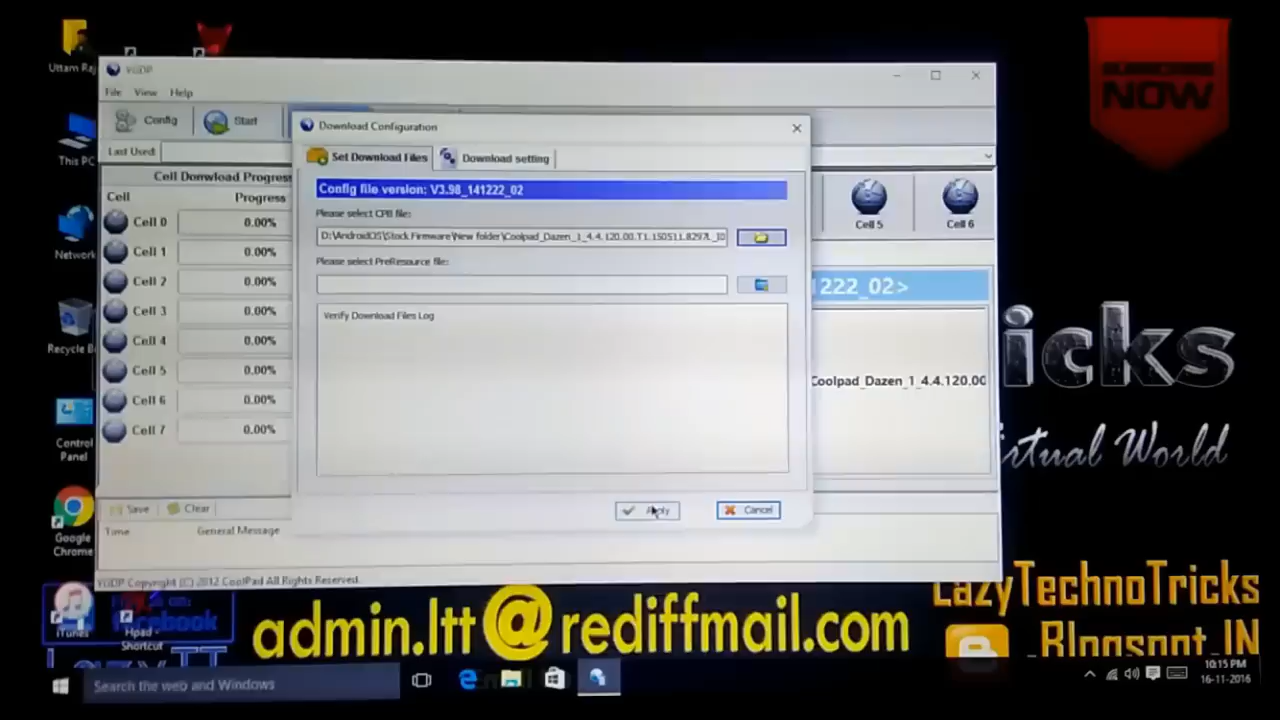 Uttam Raj
This PC
Network
Recycle B
Control
Panel
Google
Chrome
iTunes
Hpad -
Shortcut
YGDP
File View Help
Config Start
Last Used:
Cell Donwload Progress
Cell Progress
Cell 0 0.00%
Cell 1 0.00%
Cell 2 0.00%
Cell 3 0.00%
Cell 4 0.00%
Cell 5 0.00%
Cell 6 0.00%
Cell 7 0.00%
Save Clear
Time General Message
YGDP Copyright (C) 2012 CoolPad All Rights Reserved.
Download Configuration
Set Download Files Download setting
Config file version: V3.98_141222_02
Please select CPB file:
D:\AndroidOS\Stock Firmware\New folder\Coolpad_Dazen_1_4.4.120.00.T1.150511.8297L_I0
Please select PreResource file:
Verify Download Files Log
Apply Cancel
Cell 5 Cell 6
1222_02>
Coolpad_Dazen_1_4.4.120.00
NOW
icks
irtual World
facebook
admin.ltt@rediffmail.com
LazyTechnoTricks
.Blogspot.IN
Search the web and Windows
10:15 PM
16-11-2016